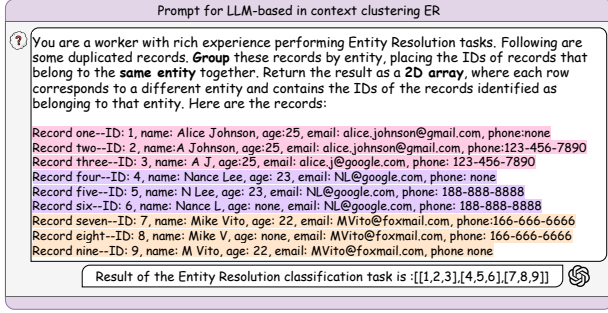 Prompt for LLM-based in context clustering ER
You are a worker with rich experience performing Entity Resolution tasks. Following are
some duplicated records. Group these records by entity, placing the IDs of records that
belong to the same entity together. Return the result as a 2D array, where each row
corresponds to a different entity and contains the IDs of the records identified as
belonging to that entity. Here are the records:
Record one--ID: 1, name: Alice Johnson, age:25, email: alice.johnson@gmail.com, phone:none
Record two--ID: 2, name:A Johnson, age:25, email: alice.johnson@gmail.com, phone:123-456-7890
Record three--ID: 3, name: A J, age:25, email: alice.j@google.com, phone: 123-456-7890
Record four--ID: 4, name: Nance Lee, age: 23, email: NL@google.com, phone: none
Record five--ID: 5, name: N Lee, age: 23, email: NL@google.com, phone: 188-888-8888
Record six--ID: 6, name: Nance L, age: none, email: NL@google.com, phone: 188-888-8888
Record seven--ID: 7, name: Mike Vito, age: 22, email: MVito@foxmail.com, phone:166-666-6666
Record eight--ID: 8, name: Mike V, age: none, email: MVito@foxmail.com, phone: 166-666-6666
Record nine--ID: 9, name: M Vito, age: 22, email: MVito@foxmail.com, phone none
Result of the Entity Resolution classification task is :[[1,2,3],[4,5,6],[7,8,9]]